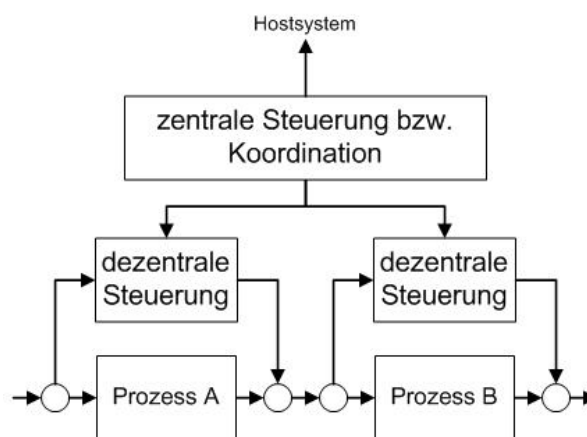 Hostsystem
zentrale Steuerung bzw.
Koordination
dezentrale
Steuerung
dezentrale
Steuerung
Prozess A
Prozess B